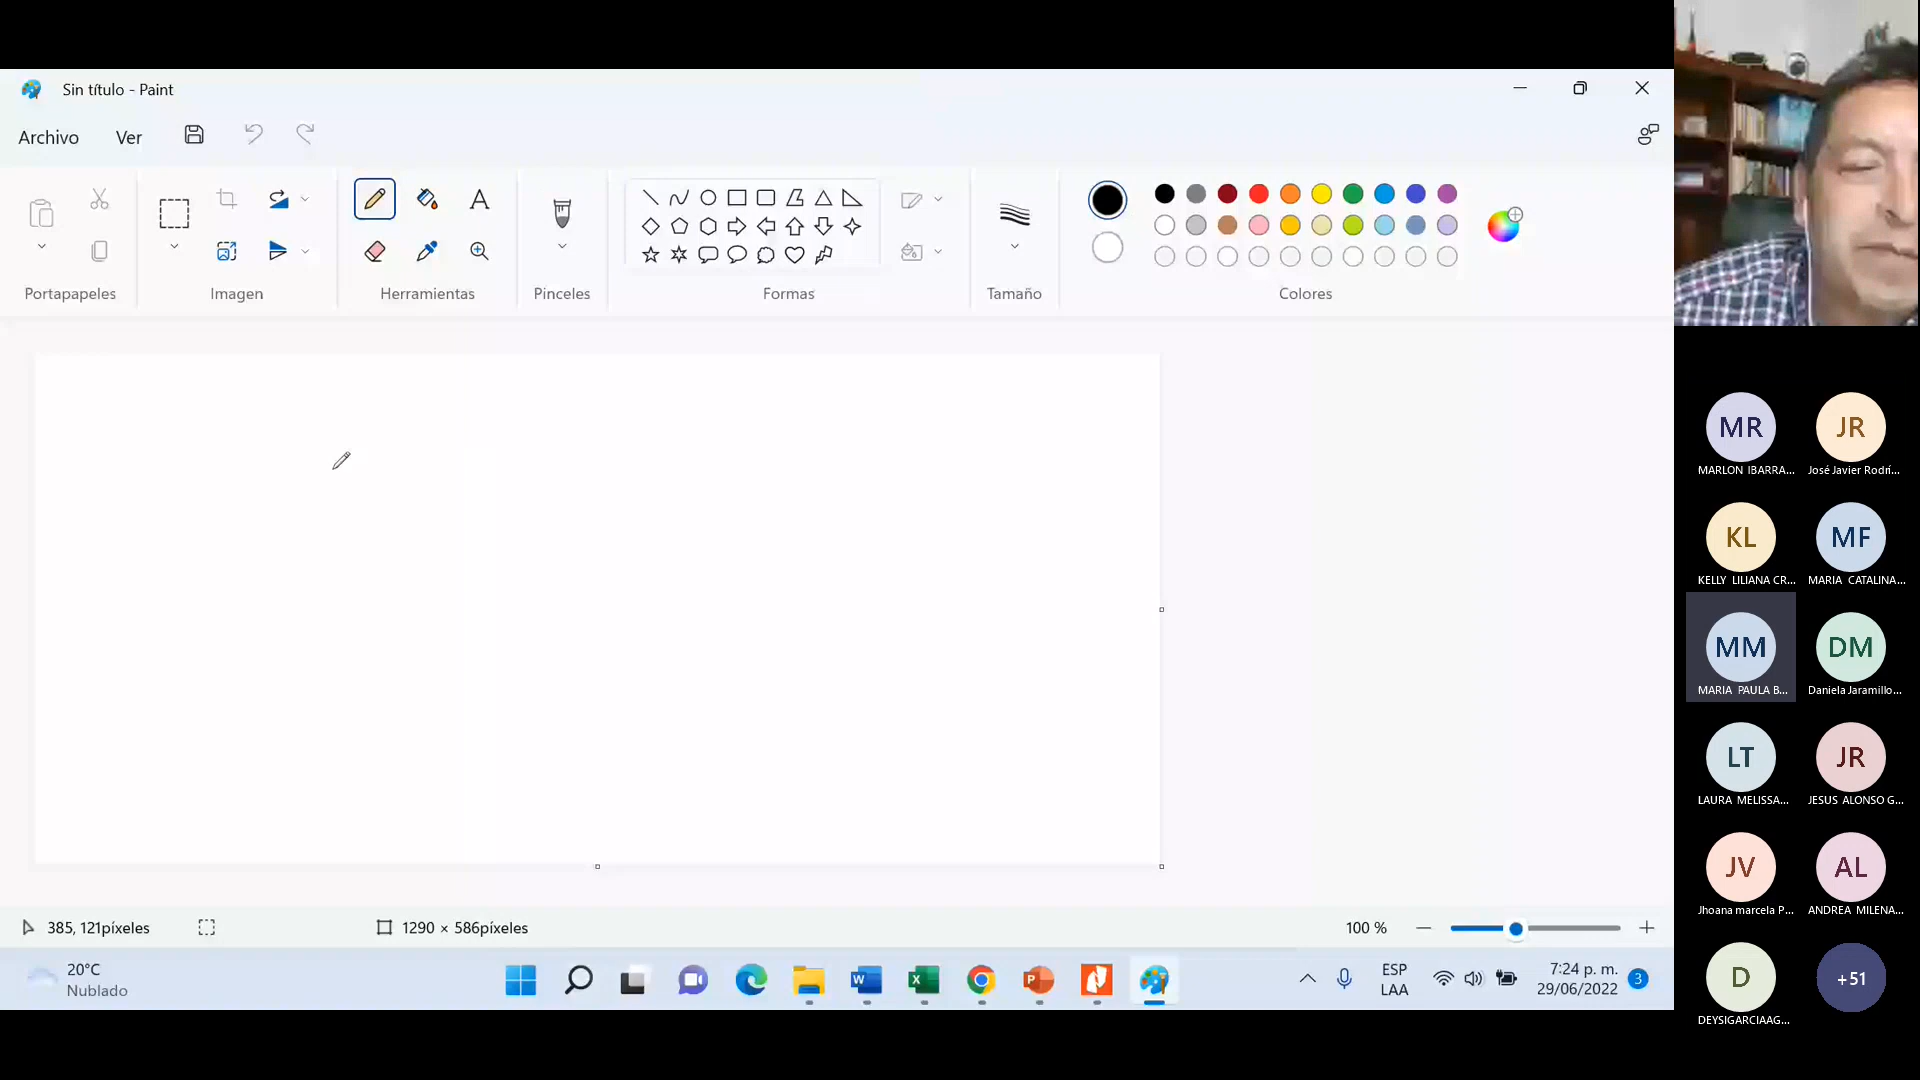 Sin título - Paint
Archivo
Ver
Portapapeles
Imagen
Herramientas
Pinceles
Formas
Tamaño
Colores
MR
MARLON IBARRA...
JR
José Javier Rodrí...
KL
KELLY LILIANA CR...
MF
MARIA CATALINA...
MM
MARIA PAULA B...
DM
Daniela Jaramillo...
LT
LAURA MELISSA...
JR
JESUS ALONSO G...
JV
Jhoana marcela P...
AL
ANDREA MILENA...
D
DEYSIGARCIAAG...
+51
385, 121píxeles
1290 × 586píxeles
100 %
20°C
Nublado
ESP
LAA
7:24 p. m.
29/06/2022
3